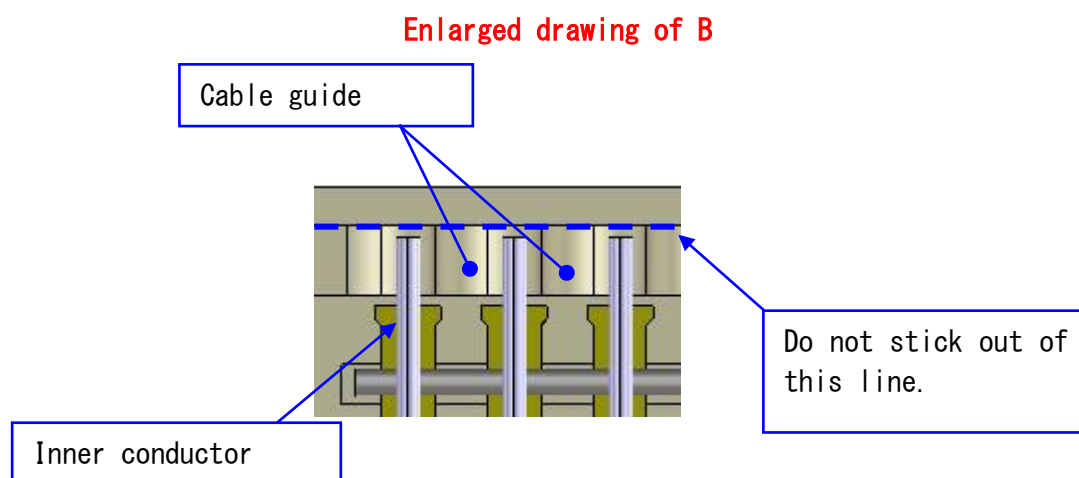 Enlarged drawing of B
Cable guide
Do not stick out of
this line.
Inner conductor